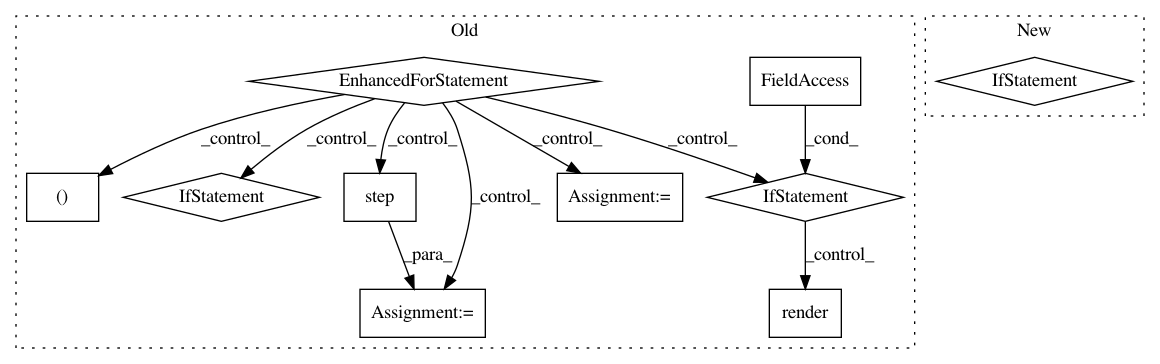 Old
New
EnhancedForStatement
FieldAccess
IfStatement
_control_
_control_
_control_
_control_
_control_
_control_
_cond_
()
IfStatement
step
Assignment:=
IfStatement
_para_
_control_
Assignment:=
render